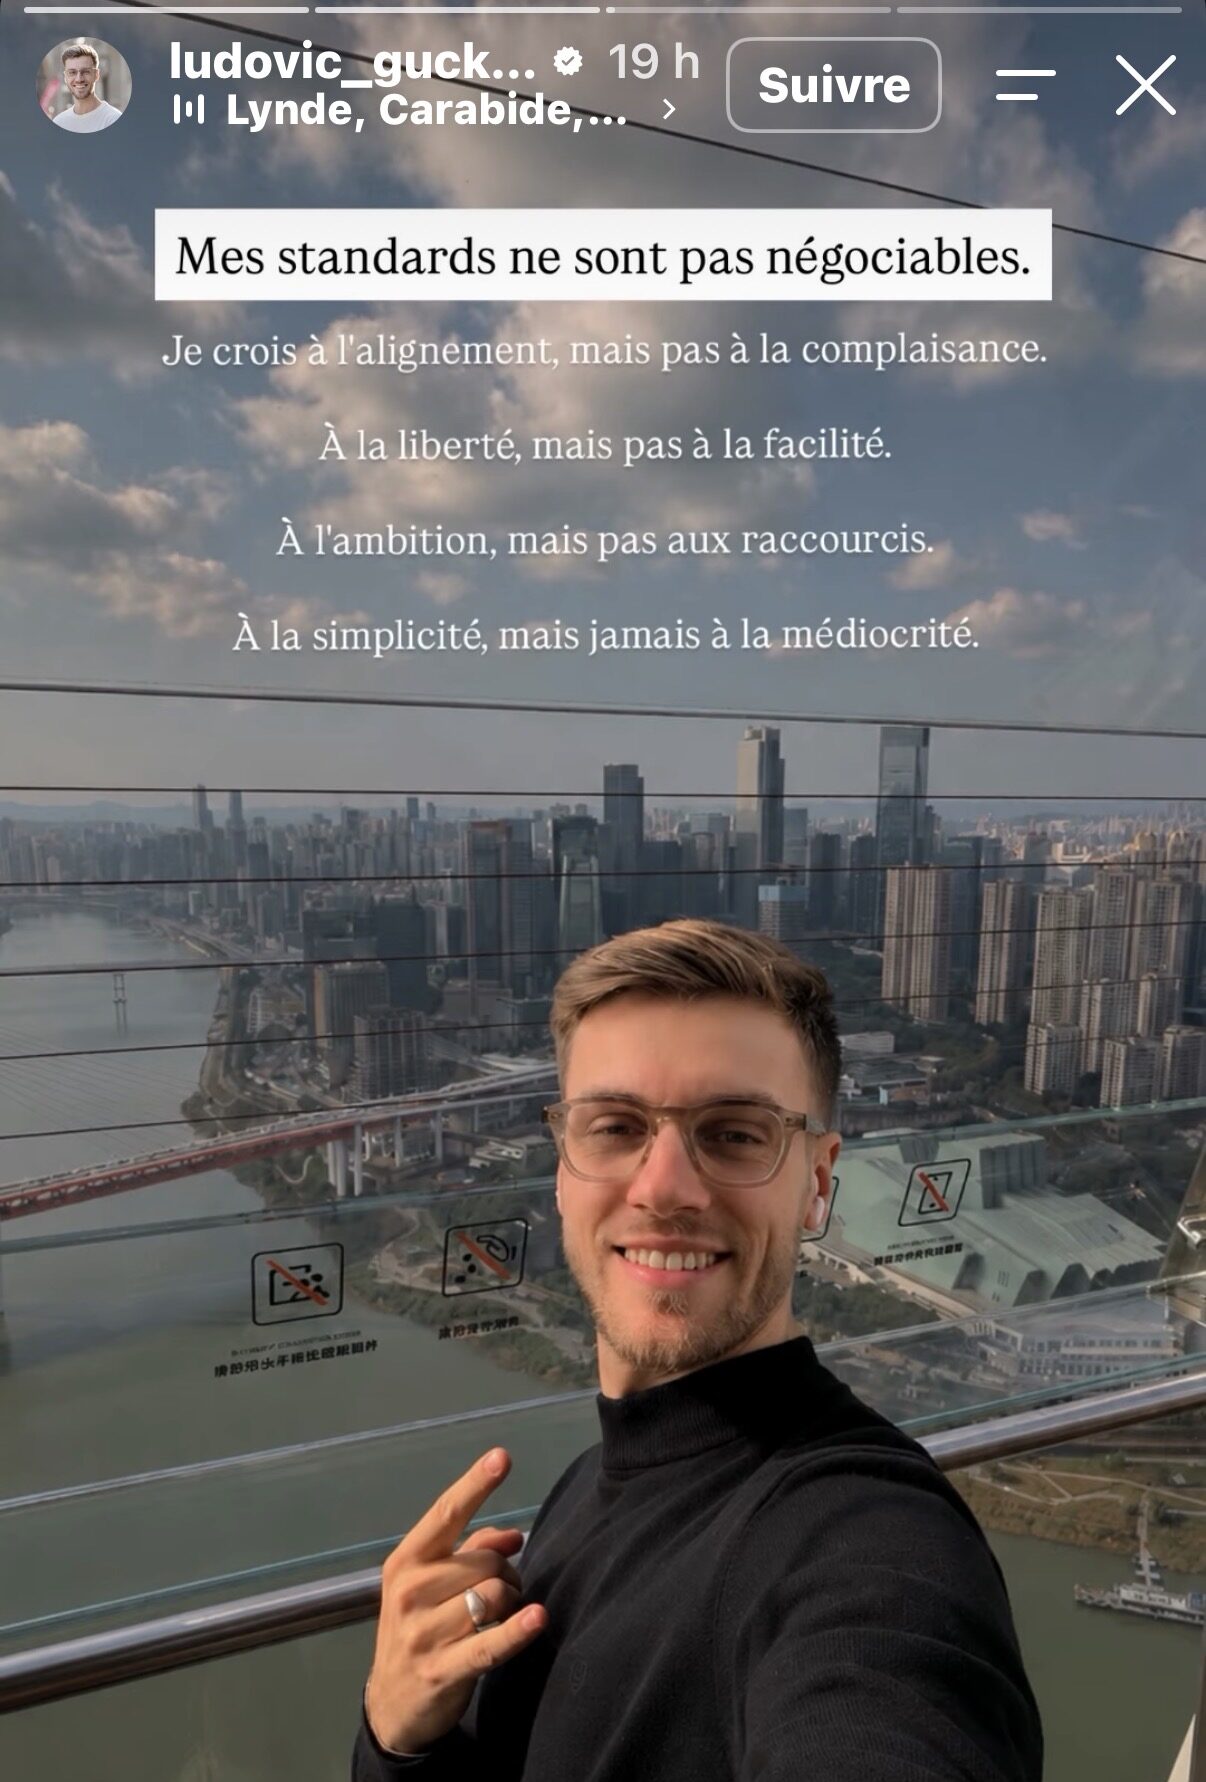 ludovic_guck... 19 h
Lynde, Carabide,...
Suivre
Mes standards ne sont pas négociables.
Je crois à l'alignement, mais pas à la complaisance.
À la liberté, mais pas à la facilité.
À l'ambition, mais pas aux raccourcis.
À la simplicité, mais jamais à la médiocrité.